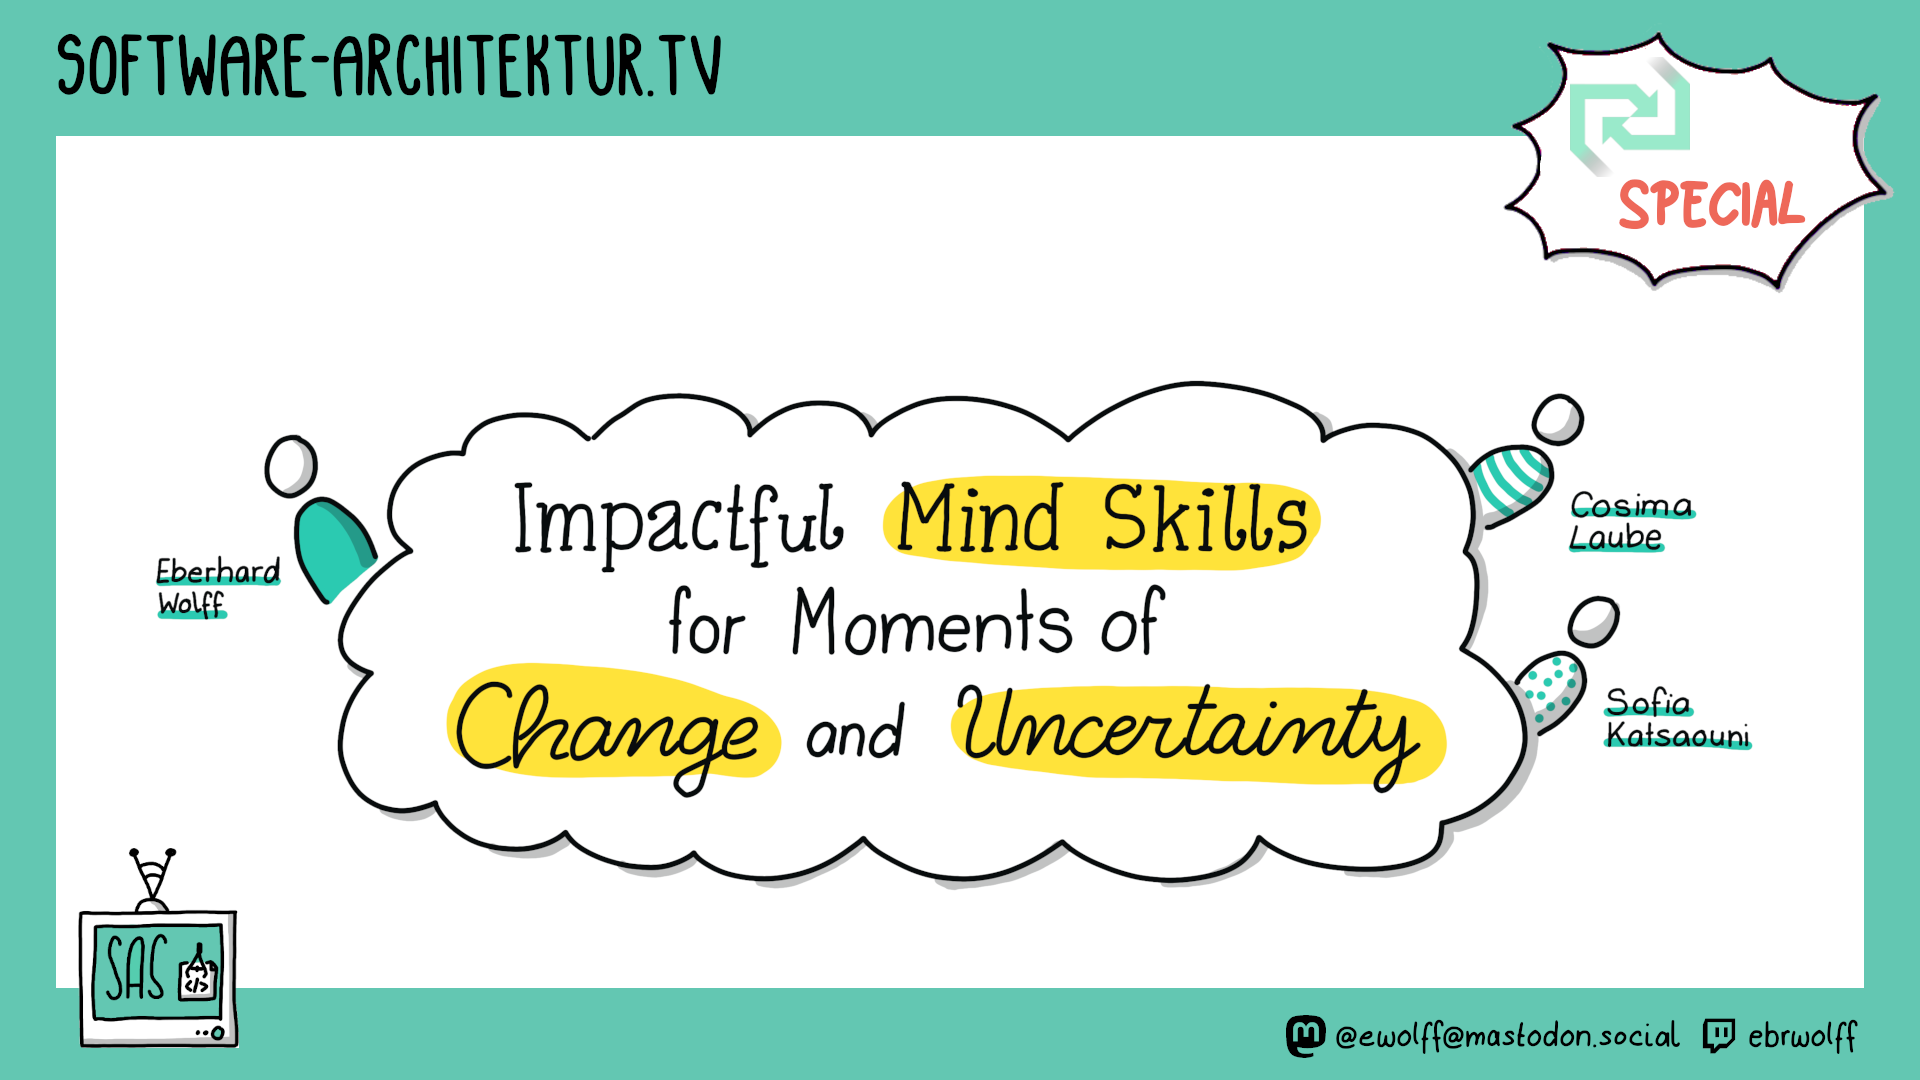 SOFTWARE-ARCHITEKTUR.TV
SPECIAL
Impactful Mind Skills
for Moments of
Change and Uncertainty
Eberhard
Wolff
Cosima
Laube
Sofia
Katsaouni
SAS
</>
@ewolff@mastodon.social ebrwolff